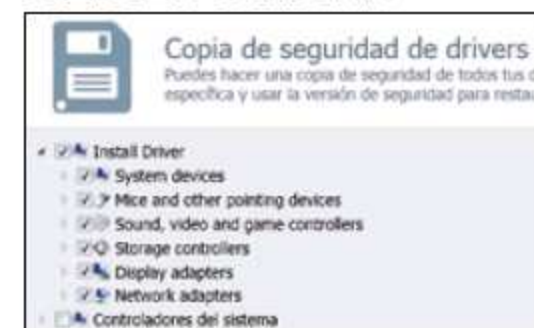 Copia de seguridad de drivers
Puedes hacer una copia de seguridad de todos tus
específica y usar la versión de seguridad para
Install Driver
System devices
Mice and other pointing devices
Sound, video and game controllers
Storage controllers
Display adapters
Network adapters
Controladores del sistema